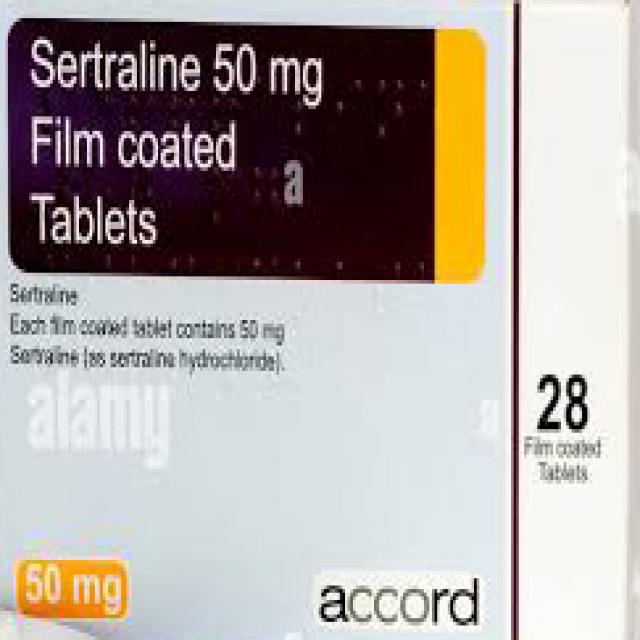 Sertraline 50 mg
Film coated
Tablets
a
Sertraline
Each film coated tablet contains 50 mg
Sertraline (as sertraline hydrochloride).
alamy
a
28
Film coated
Tablets
50 mg
accord